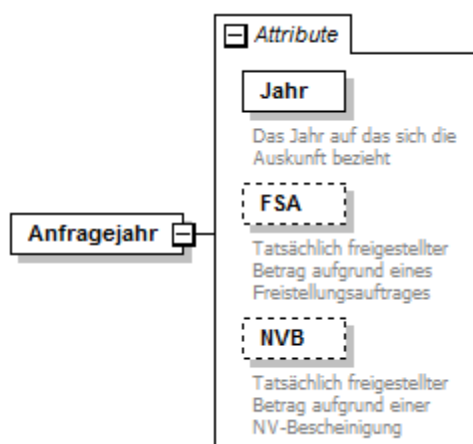 Attribute
Jahr
Das Jahr auf das sich die
Auskunft bezieht
FSA
Anfragejahr
Tatsächlich freigestellter
Betrag aufgrund eines
Freistellungsauftrages
NVB
Tatsächlich freigestellter
Betrag aufgrund einer
NV-Bescheinigung